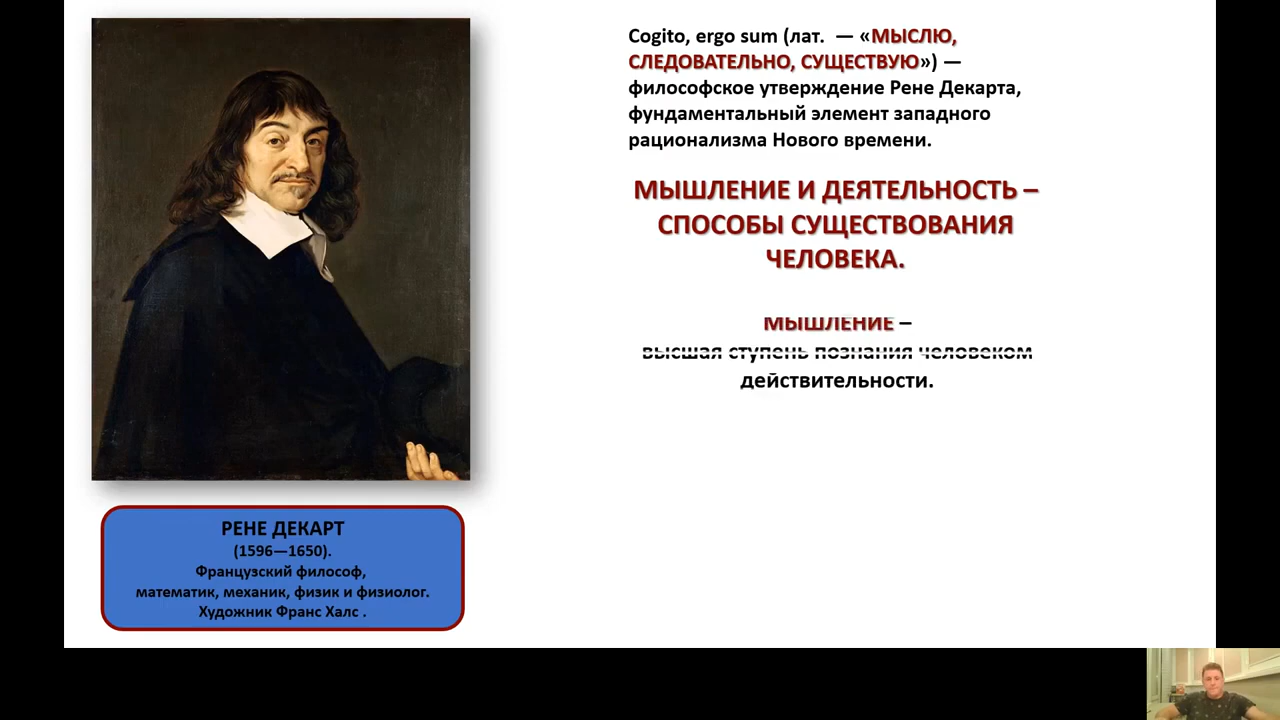 Cogito, ergo sum (лат. — «МЫСЛЮ,
СЛЕДОВАТЕЛЬНО, СУЩЕСТВУЮ») —
философское утверждение Рене Декарта,
фундаментальный элемент западного
рационализма Нового времени.
МЫШЛЕНИЕ И ДЕЯТЕЛЬНОСТЬ –
СПОСОБЫ СУЩЕСТВОВАНИЯ
ЧЕЛОВЕКА.
МЫШЛЕНИЕ –
высшая ступень познания человеком
действительности.
РЕНЕ ДЕКАРТ
(1596—1650).
Французский философ,
математик, механик, физик и физиолог.
Художник Франс Халс .